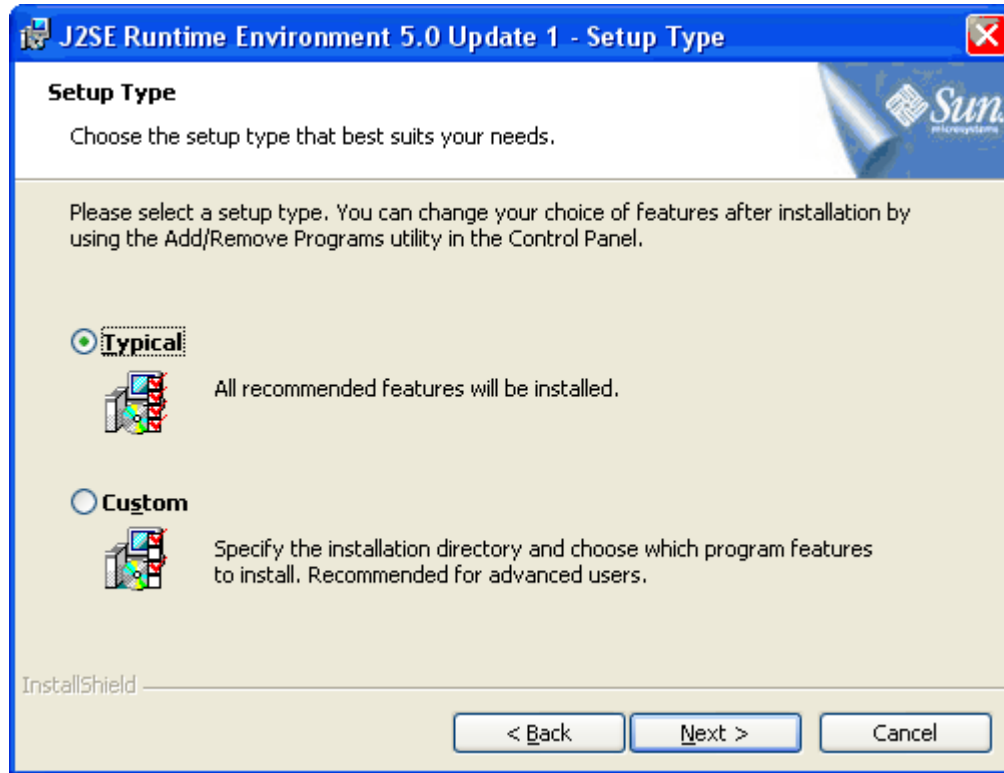 J2SE Runtime Environment 5.0 Update 1 - Setup Type
Setup Type
Choose the setup type that best suits your needs.
Sun
microsystems
Please select a setup type. You can change your choice of features after installation by
using the Add/Remove Programs utility in the Control Panel.
Typical
All recommended features will be installed.
Custom
Specify the installation directory and choose which program features
to install. Recommended for advanced users.
InstallShield
< Back
Next >
Cancel